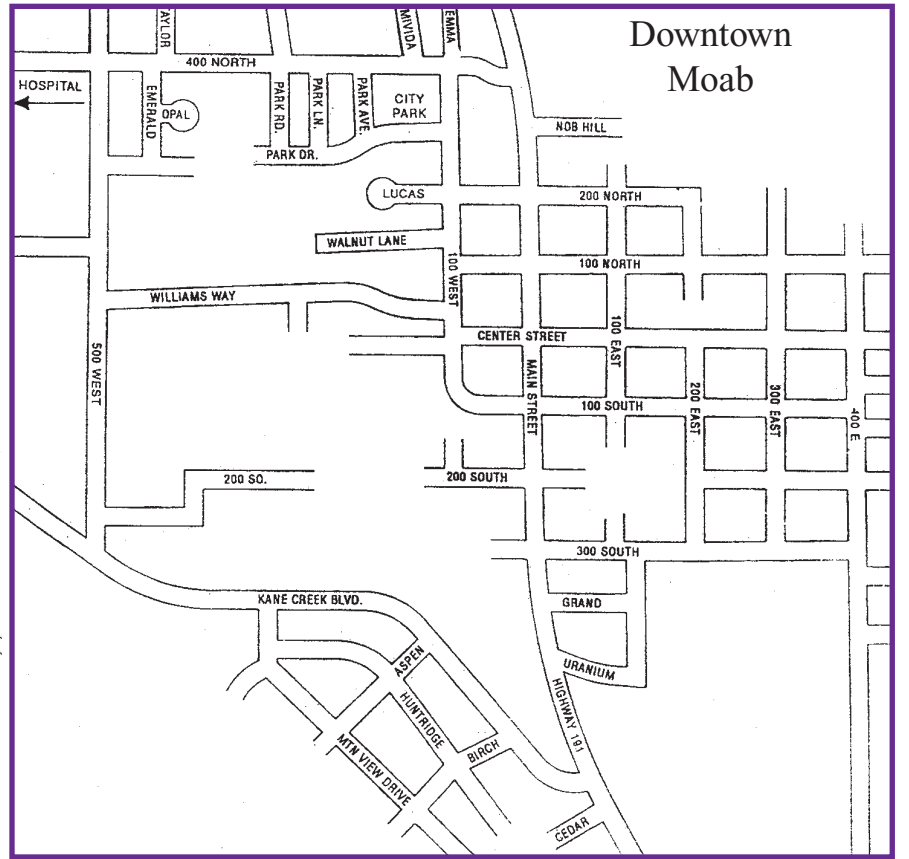 Downtown
Moab
TAYLOR
MIVIDA
EMMA
400 NORTH
HOSPITAL
EMERALD
OPAL
PARK RD.
PARK LN.
PARK AVE.
CITY
PARK
NOB HILL
PARK DR.
LUCAS
200 NORTH
WALNUT LANE
100 WEST
100 NORTH
WILLIAMS WAY
100 EAST
CENTER STREET
500 WEST
MAIN STREET
200 EAST
300 EAST
100 SOUTH
400 E
200 SO.
200 SOUTH
300 SOUTH
KANE CREEK BLVD.
GRAND
ASPEN
URANIUM
HUNTRIDGE
HIGHWAY 191
BIRCH
MTN VIEW DRIVE
CEDAR